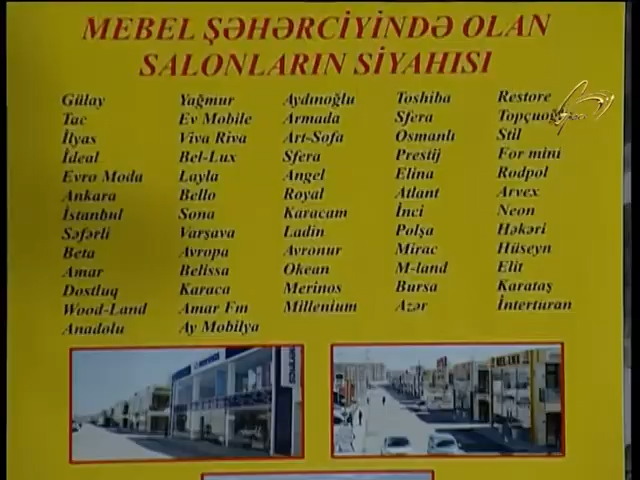 MEBEL ŞƏHƏRCİYİNDƏ OLAN
SALONLARIN SİYAHISI
Gülay
Tac
İlyas
İdeal
Evro Moda
Ankara
İstanbul
Səfərli
Beta
Amar
Dostluq
Wood-Land
Anadolu
Yağmur
Ev Mobile
Viva Riva
Bel-Lux
Layla
Bello
Sona
Varşava
Avropa
Belissa
Karaca
Amar Fm
Ay Mobilya
Aydınoğlu
Armada
Art-Sofa
Sfera
Angel
Royal
Karacam
Ladin
Avronur
Okean
Merinos
Millenium
Toshiba
Sfera
Osmanlı
Prestij
Elina
Atlant
İnci
Polşa
Mirac
M-land
Bursa
Azər
Restore
Stil
For mini
Rodpol
Arvex
Neon
Həkəri
Hüseyn
Elit
Karataş
İnterturan